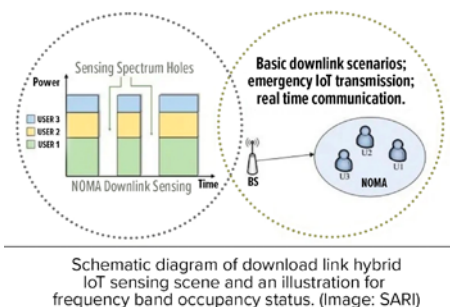 Sensing Spectrum Holes
Power
USER 3
USER 2
USER 1
NOMA Downlink Sensing
Time
Basic downlink scenarios;
emergency IoT transmission;
real time communication.
BS
U2
U1
U3
NOMA
Schematic diagram of download link hybrid
IoT sensing scene and an illustration for
frequency band occupancy status. (Image: SARI)